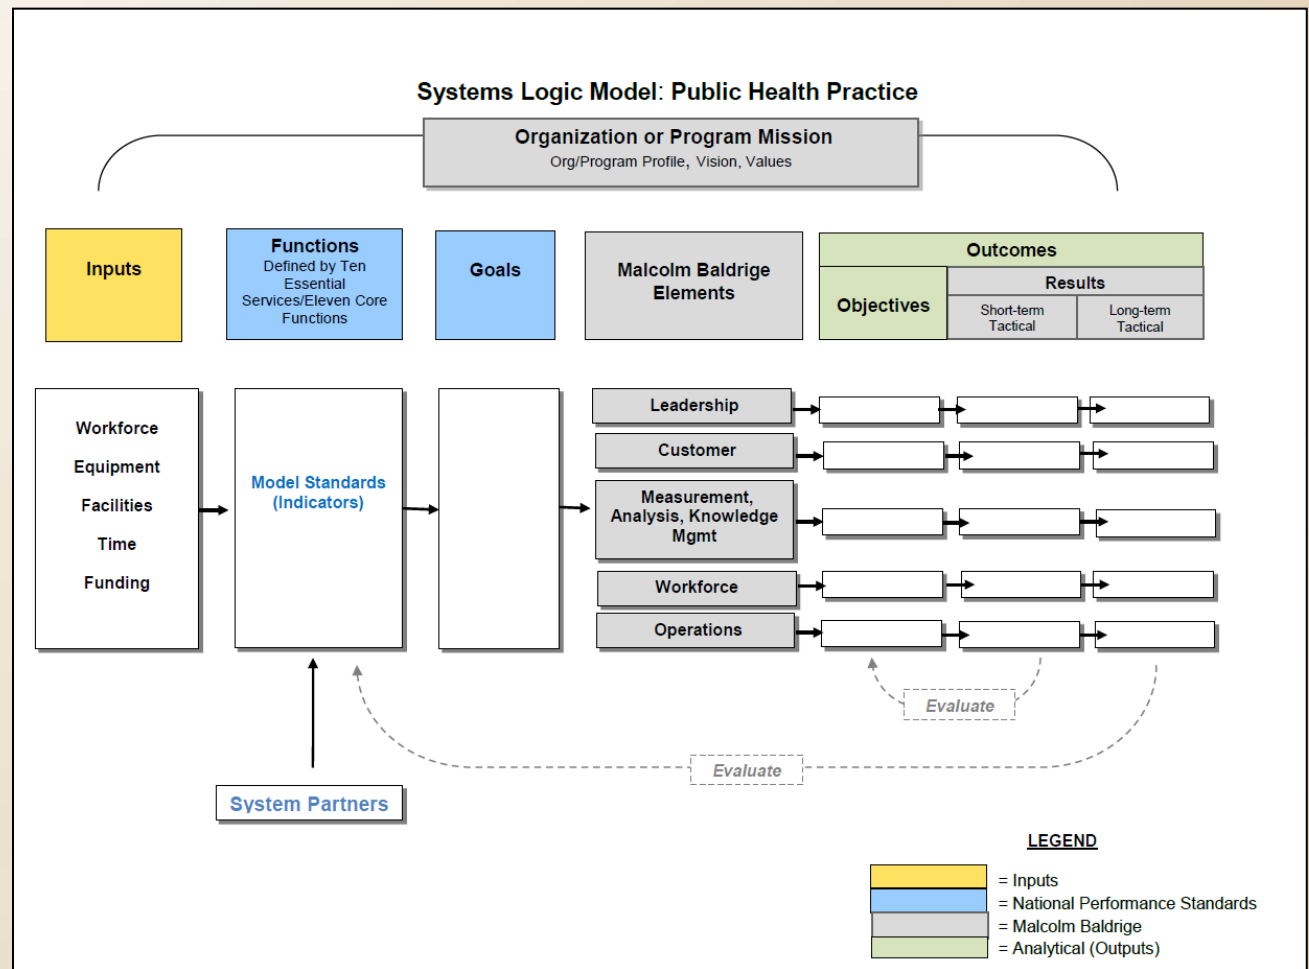 Systems Logic Model: Public Health Practice
Organization or Program Mission
Org/Program Profile, Vision, Values
Inputs
Functions
Defined by Ten
Essential
Services/Eleven Core
Functions
Goals
Malcolm Baldrige
Elements
Outcomes
Objectives
Results
Short-term
Tactical
Long-term
Tactical
Workforce
Equipment
Facilities
Time
Funding
Model Standards
(Indicators)
Leadership
Customer
Measurement,
Analysis, Knowledge
Mgmt
Workforce
Operations
Evaluate
Evaluate
System Partners
LEGEND
= Inputs
= National Performance Standards
= Malcolm Baldrige
= Analytical (Outputs)